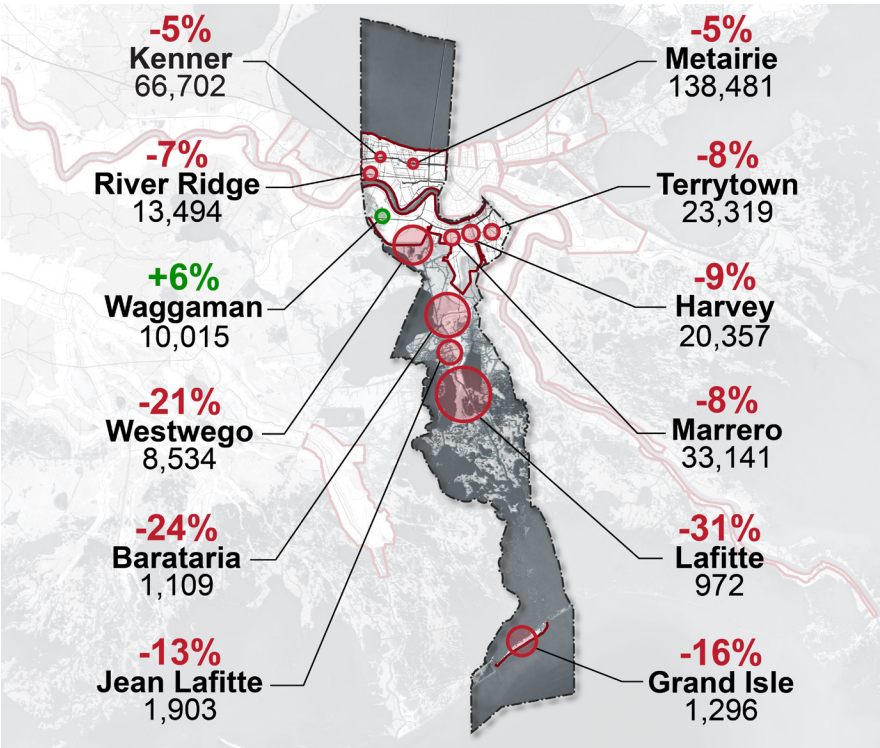 -5%
Kenner
66,702
-7%
River Ridge
13,494
+6%
Waggaman
10,015
-21%
Westwego
8,534
-24%
Barataria
1,109
-13%
Jean Lafitte
1,903
-5%
Metairie
138,481
-8%
Terrytown
23,319
-9%
Harvey
20,357
-8%
Marrero
33,141
-31%
Lafitte
972
-16%
Grand Isle
1,296